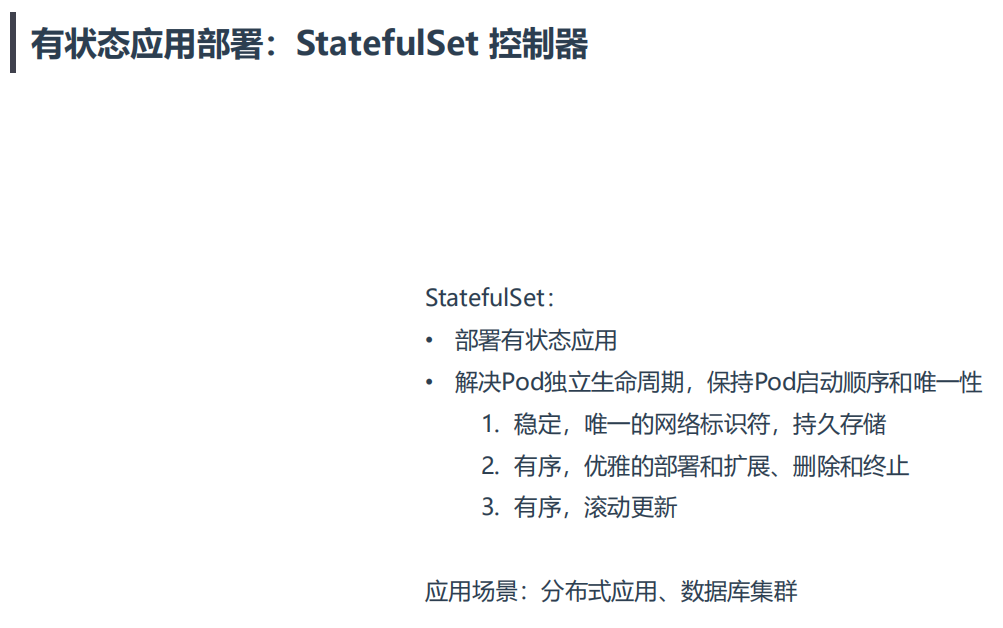 有状态应用部署：StatefulSet 控制器
StatefulSet：
• 部署有状态应用
• 解决Pod独立生命周期，保持Pod启动顺序和唯一性
1. 稳定，唯一的网络标识符，持久存储
2. 有序，优雅的部署和扩展、删除和终止
3. 有序，滚动更新
应用场景：分布式应用、数据库集群